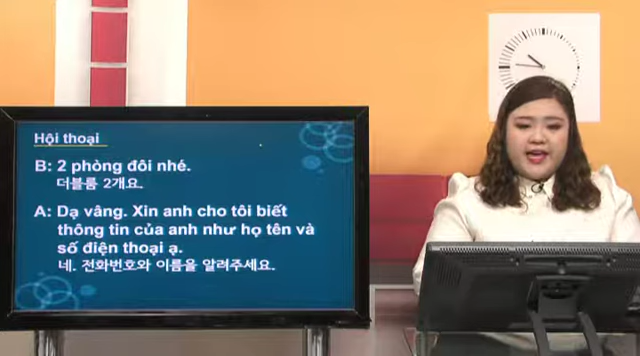 Hội thoại
B: 2 phòng đôi nhé.
더블룸 2개요.
A: Dạ vâng. Xin anh cho tôi biết
thông tin của anh như họ tên và
số điện thoại ạ.
네. 전화번호와 이름을 알려주세요.